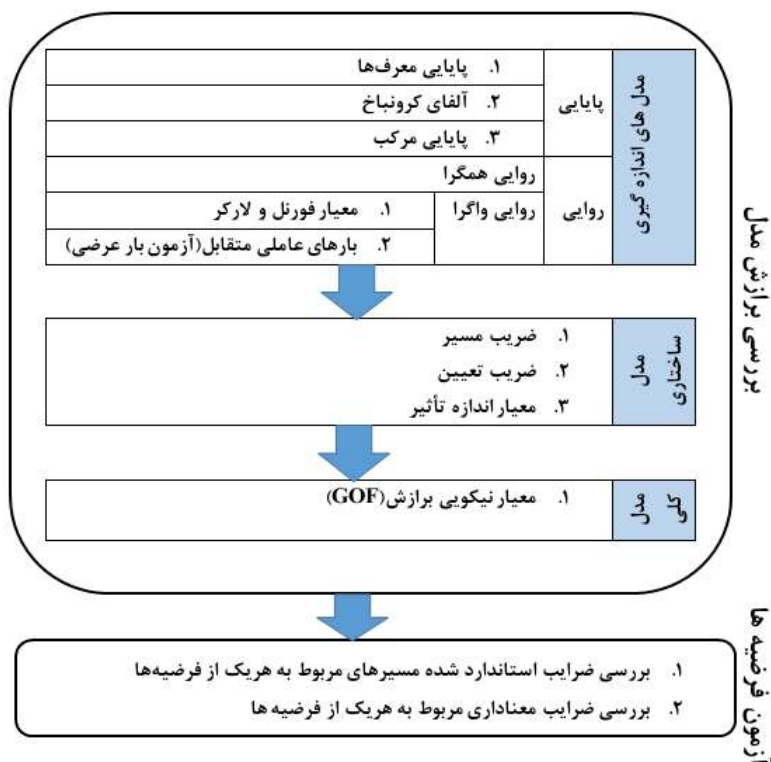 بررسی برازش مدل
مدل های اندازه گیری
پایایی
۱. پایایی معرف‌ها
۲. آلفای کرونباخ
۳. پایایی مرکب
روایی
روایی همگرا
روایی واگرا
۱. معیار فورنل و لارکر
۲. بارهای عاملی متقابل(آزمون بار عرضی)
مدل
ساختاری
۱. ضریب مسیر
۲. ضریب تعیین
۳. معیار اندازه تأثیر
مدل
کلی
۱. معیار نیکویی برازش(GOF)
آزمون فرضیه ها
۱. بررسی ضرایب استاندارد شده مسیرهای مربوط به هریک از فرضیه‌ها
۲. بررسی ضرایب معناداری مربوط به هریک از فرضیه ها